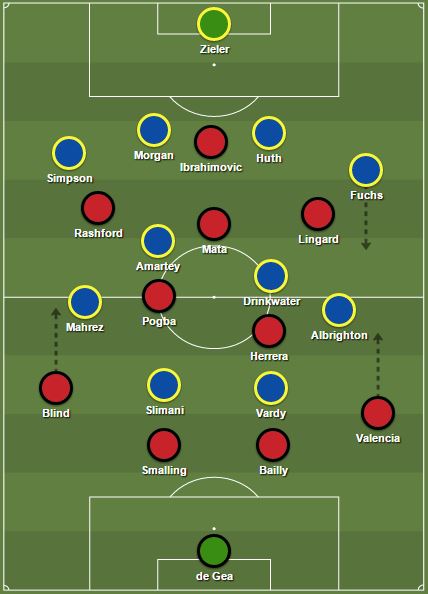 Zieler
Morgan
Huth
Ibrahimovic
Simpson
Fuchs
Rashford
Lingard
Mata
Amartey
Drinkwater
Mahrez
Pogba
Albrighton
Herrera
Blind
Slimani
Vardy
Valencia
Smalling
Bailly
de Gea